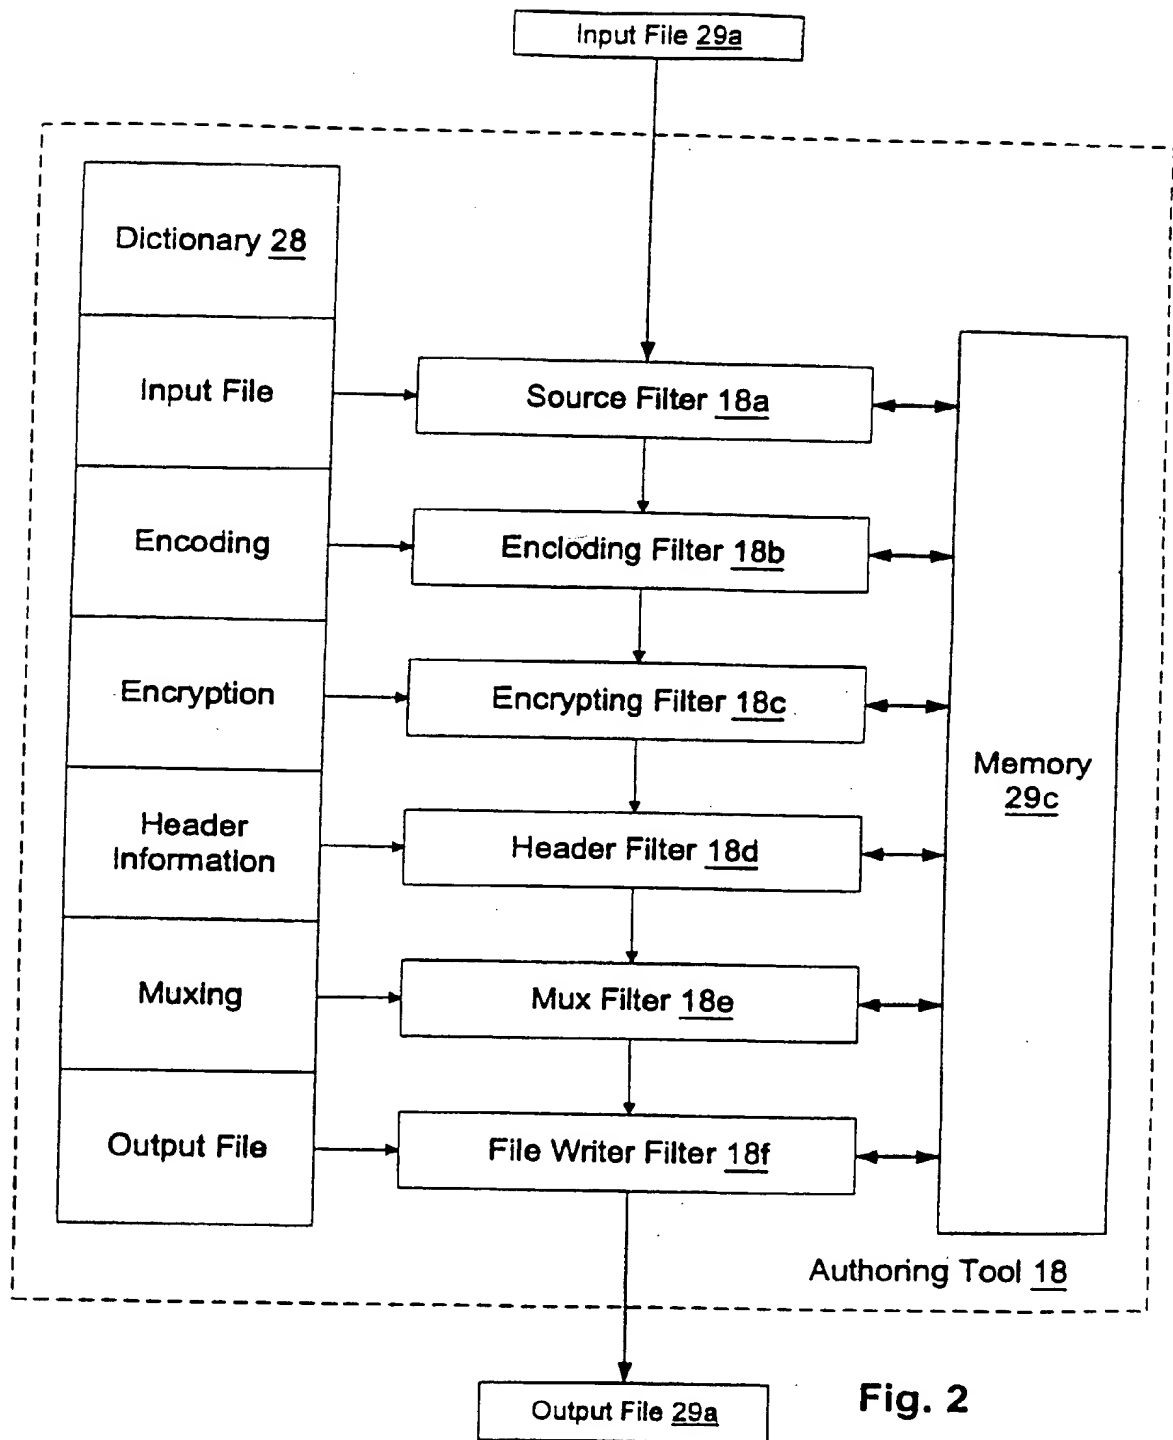 Input File 29a
Dictionary 28
Input File
Source Filter 18a
Encoding
Encloding Filter 18b
Encryption
Encrypting Filter 18c
Memory
29c
Header
Information
Header Filter 18d
Muxing
Mux Filter 18e
Output File
File Writer Filter 18f
Authoring Tool 18
Output File 29a
Fig. 2